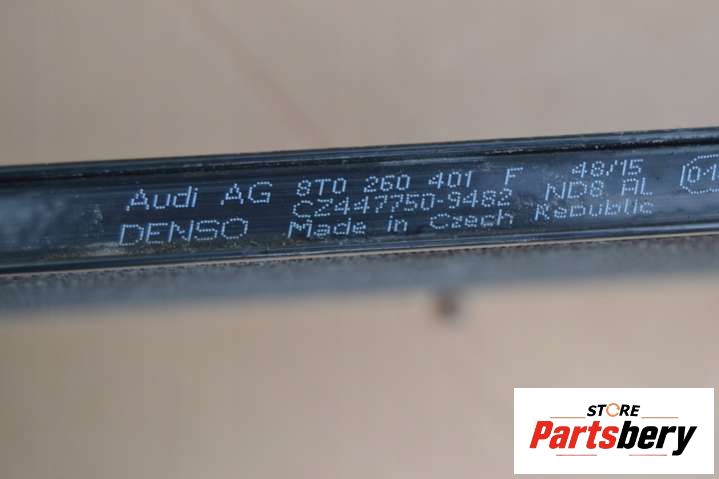 Audi AG 8T0 260 401 F 48/15
DENSO CZ447750-9482 ND8 AL
Made in Czech Republic
STORE
Partsbery